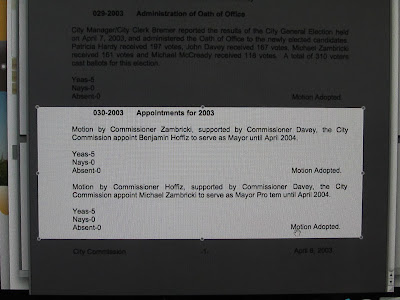 029-2003 Administration of Oath of Office
City Manager/City Clerk Bremer reported the results of the City General Election held
on April 7, 2003, and administered the Oath of Office to the newly elected candidates.
Patricia Hardy received 197 votes, John Davey received 167 votes, Michael Zambricki
received 161 votes and Michael McCready received 116 votes. A total of 310 voters
cast ballots for this election.
Yeas-5
Nays-0
Absent-0 Motion Adopted.
030-2003 Appointments for 2003
Motion by Commissioner Zambricki, supported by Commissioner Davey, the City
Commission appoint Benjamin Hoffiz to serve as Mayor until April 2004.
Yeas-5
Nays-0
Absent-0 Motion Adopted.
Motion by Commissioner Hoffiz, supported by Commissioner Davey, the City
Commission appoint Michael Zambricki to serve as Mayor Pro tem until April 2004.
Yeas-5
Nays-0
Absent-0 Motion Adopted.
City Commission -1- April 8, 2003